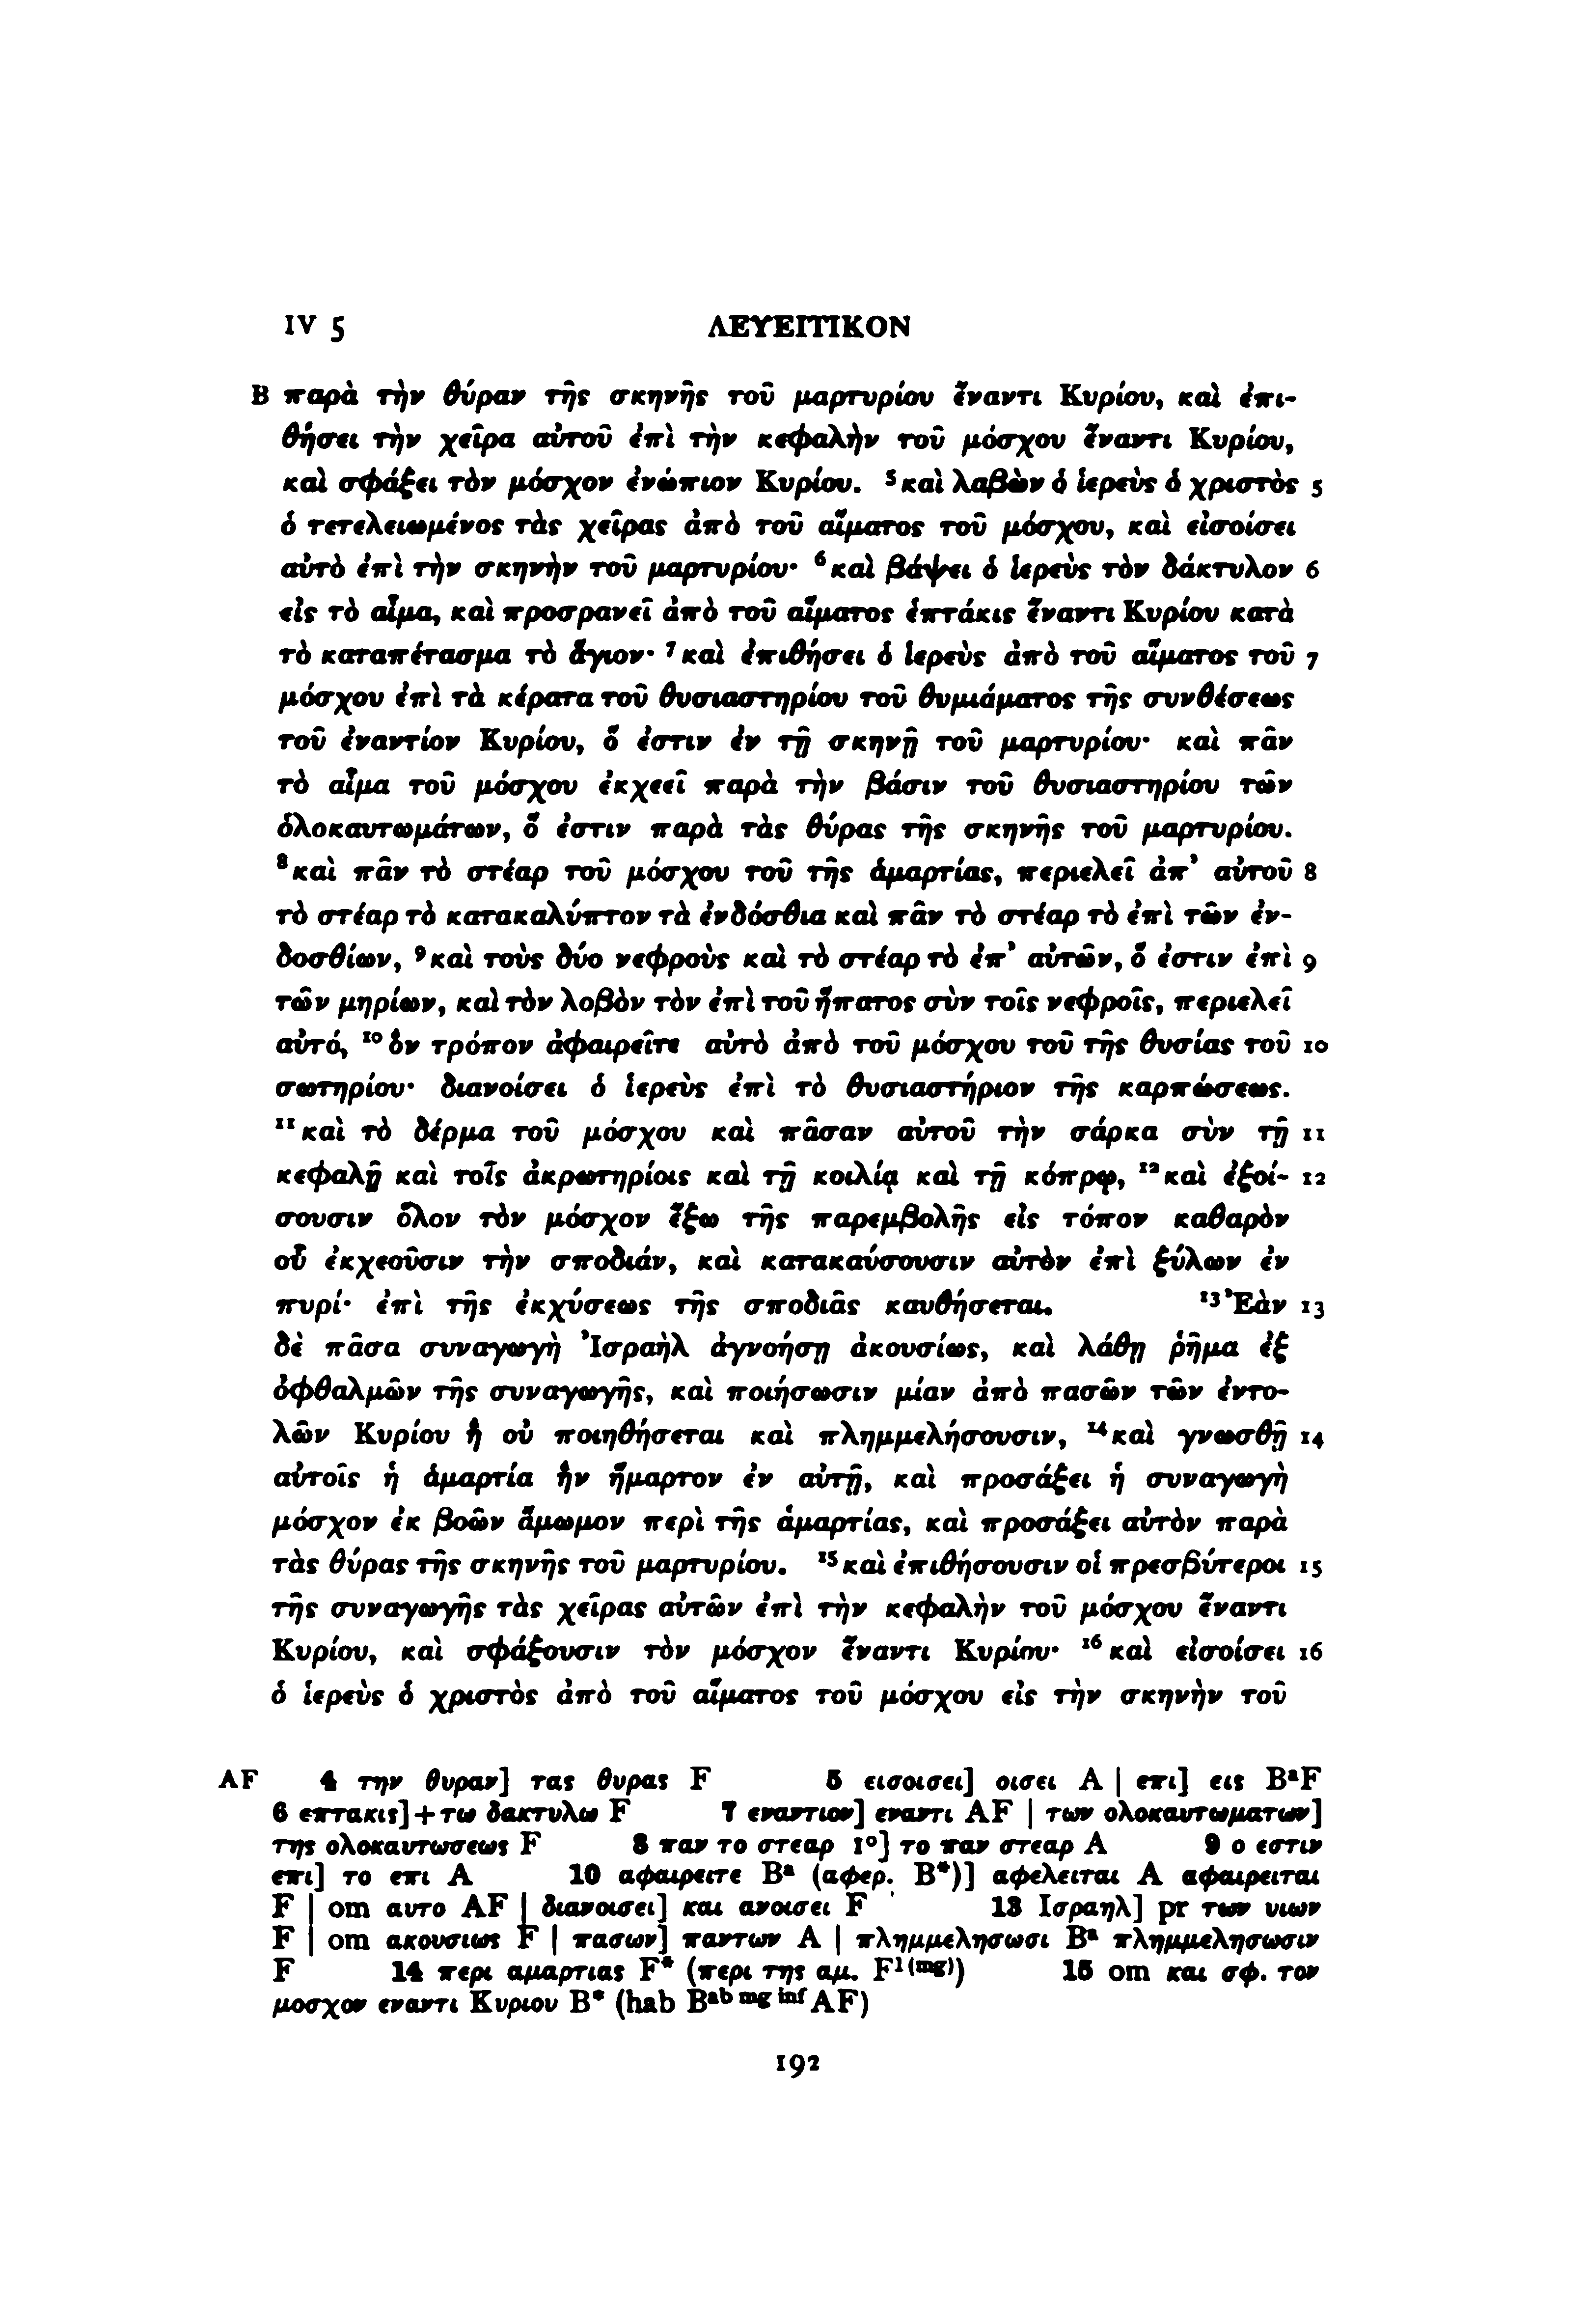 IV 5 ΛΕΥΕΙΤΙΚΟΝ
B παρὰ τὴν θύραν τῆς σκηνῆς τοῦ μαρτυρίου ἔναντι Κυρίου, καὶ ἐπι-
θήσει τὴν χεῖρα αὐτοῦ ἐπὶ τὴν κεφαλὴν τοῦ μόσχου ἔναντι Κυρίου,
καὶ σφάξει τὸν μόσχον ἐνώπιον Κυρίου. ⁵καὶ λαβὼν ὁ ἱερεὺς ὁ χριστὸς 5
ὁ τετελειωμένος τὰς χεῖρας ἀπὸ τοῦ αἵματος τοῦ μόσχου, καὶ εἰσοίσει
αὐτὸ ἐπὶ τὴν σκηνὴν τοῦ μαρτυρίου· ⁶καὶ βάψει ὁ ἱερεὺς τὸν δάκτυλον 6
εἰς τὸ αἷμα, καὶ προσρανεῖ ἀπὸ τοῦ αἵματος ἑπτάκις ἔναντι Κυρίου κατὰ
τὸ καταπέτασμα τὸ ἅγιον· ⁷καὶ ἐπιθήσει ὁ ἱερεὺς ἀπὸ τοῦ αἵματος τοῦ 7
μόσχου ἐπὶ τὰ κέρατα τοῦ θυσιαστηρίου τοῦ θυμιάματος τῆς συνθέσεως
τοῦ ἐναντίον Κυρίου, ὅ ἐστιν ἐν τῇ σκηνῇ τοῦ μαρτυρίου· καὶ πᾶν
τὸ αἷμα τοῦ μόσχου ἐκχεεῖ παρὰ τὴν βάσιν τοῦ θυσιαστηρίου τῶν
ὁλοκαυτωμάτων, ὅ ἐστιν παρὰ τὰς θύρας τῆς σκηνῆς τοῦ μαρτυρίου.
⁸καὶ πᾶν τὸ στέαρ τοῦ μόσχου τοῦ τῆς ἁμαρτίας, περιελεῖ ἀπ’ αὐτοῦ 8
τὸ στέαρ τὸ κατακαλύπτον τὰ ἐνδόσθια καὶ πᾶν τὸ στέαρ τὸ ἐπὶ τῶν ἐν-
δοσθίων, ⁹καὶ τοὺς δύο νεφροὺς καὶ τὸ στέαρ τὸ ἐπ’ αὐτῶν, ὅ ἐστιν ἐπὶ 9
τῶν μηρίων, καὶ τὸν λοβὸν τὸν ἐπὶ τοῦ ἥπατος σὺν τοῖς νεφροῖς, περιελεῖ
αὐτό, ¹⁰ὃν τρόπον ἀφαιρεῖτε αὐτὸ ἀπὸ τοῦ μόσχου τοῦ τῆς θυσίας τοῦ 10
σωτηρίου· διανοίσει ὁ ἱερεὺς ἐπὶ τὸ θυσιαστήριον τῆς καρπώσεως.
¹¹καὶ τὸ δέρμα τοῦ μόσχου καὶ πᾶσαν αὐτοῦ τὴν σάρκα σὺν τῇ 11
κεφαλῇ καὶ τοῖς ἀκρωτηρίοις καὶ τῇ κοιλίᾳ καὶ τῇ κόπρῳ, ¹²καὶ ἐξοί- 12
σουσιν ὅλον τὸν μόσχον ἔξω τῆς παρεμβολῆς εἰς τόπον καθαρὸν
οὗ ἐκχεοῦσιν τὴν σποδιάν, καὶ κατακαύσουσιν αὐτὸν ἐπὶ ξύλων ἐν
πυρί· ἐπὶ τῆς ἐκχύσεως τῆς σποδιᾶς καυθήσεται. ¹³Ἐὰν 13
δὲ πᾶσα συναγωγὴ Ἰσραὴλ ἀγνοήσῃ ἀκουσίως, καὶ λάθῃ ῥῆμα ἐξ
ὀφθαλμῶν τῆς συναγωγῆς, καὶ ποιήσωσιν μίαν ἀπὸ πασῶν τῶν ἐντο-
λῶν Κυρίου ἣ οὐ ποιηθήσεται καὶ πλημμελήσουσιν, ¹⁴καὶ γνωσθῇ 14
αὐτοῖς ἡ ἁμαρτία ἣν ἥμαρτον ἐν αὐτῇ, καὶ προσάξει ἡ συναγωγὴ
μόσχον ἐκ βοῶν ἄμωμον περὶ τῆς ἁμαρτίας, καὶ προσάξει αὐτὸν παρὰ
τὰς θύρας τῆς σκηνῆς τοῦ μαρτυρίου. ¹⁵καὶ ἐπιθήσουσιν οἱ πρεσβύτεροι 15
τῆς συναγωγῆς τὰς χεῖρας αὐτῶν ἐπὶ τὴν κεφαλὴν τοῦ μόσχου ἔναντι
Κυρίου, καὶ σφάξουσιν τὸν μόσχον ἔναντι Κυρίου· ¹⁶καὶ εἰσοίσει 16
ὁ ἱερεὺς ὁ χριστὸς ἀπὸ τοῦ αἵματος τοῦ μόσχου εἰς τὴν σκηνὴν τοῦ
AF 4 την θυραν] τας θυρας F 5 εισοισει] οισει A | επι] εις BᵃF
6 επτακις]+τω δακτυλω F 7 εναντιον] εναντι AF | των ολοκαυτωματων]
της ολοκαυτωσεως F 8 παν το στεαρ 1°] το παν στεαρ A 9 ο εστιν
επι] το επι A 10 αφαιρειτε Bᵃ (αφερ. B*)] αφελειται A αφαιρειται
F | om αυτο AF | διανοισει] και ανοισει F 13 Ισραηλ] pr των υιων
F | om ακουσιως F | πασων] παντων A | πλημμελησωσι Bᵃ πλημμελησωσιν
F 14 περι αμαρτιας F* (περι της αμ. F¹⁽ᵐᵍ⁾) 15 om και σφ. τον
μοσχον εναντι Κυριου B* (hab Bᵃᵇ ᵐᵍ ⁱⁿᶠ AF)
192